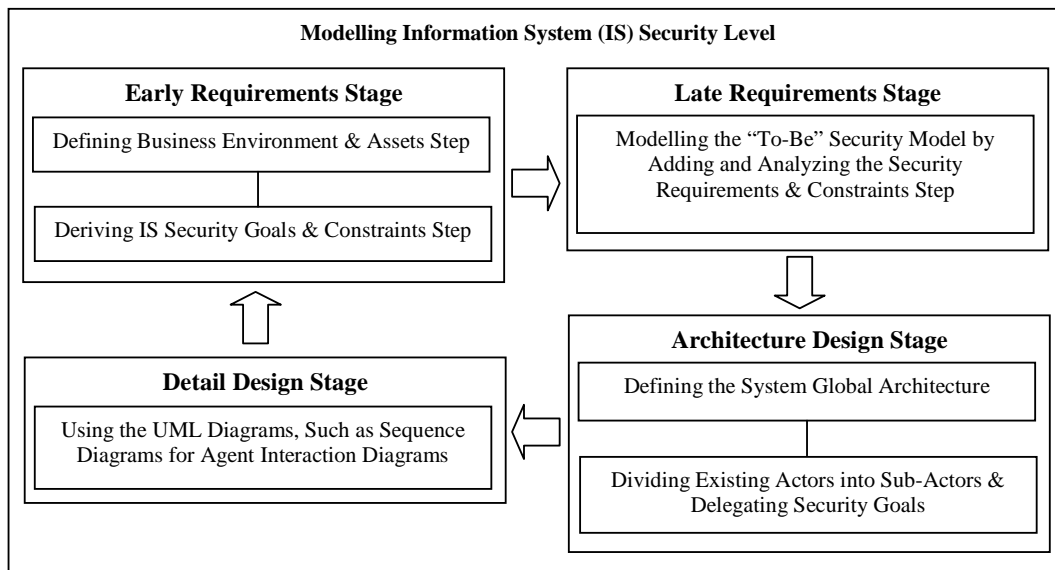 Modelling Information System (IS) Security Level
Early Requirements Stage
Defining Business Environment & Assets Step
Deriving IS Security Goals & Constraints Step
Late Requirements Stage
Modelling the “To-Be” Security Model by
Adding and Analyzing the Security
Requirements & Constraints Step
Architecture Design Stage
Defining the System Global Architecture
Dividing Existing Actors into Sub-Actors &
Delegating Security Goals
Detail Design Stage
Using the UML Diagrams, Such as Sequence
Diagrams for Agent Interaction Diagrams